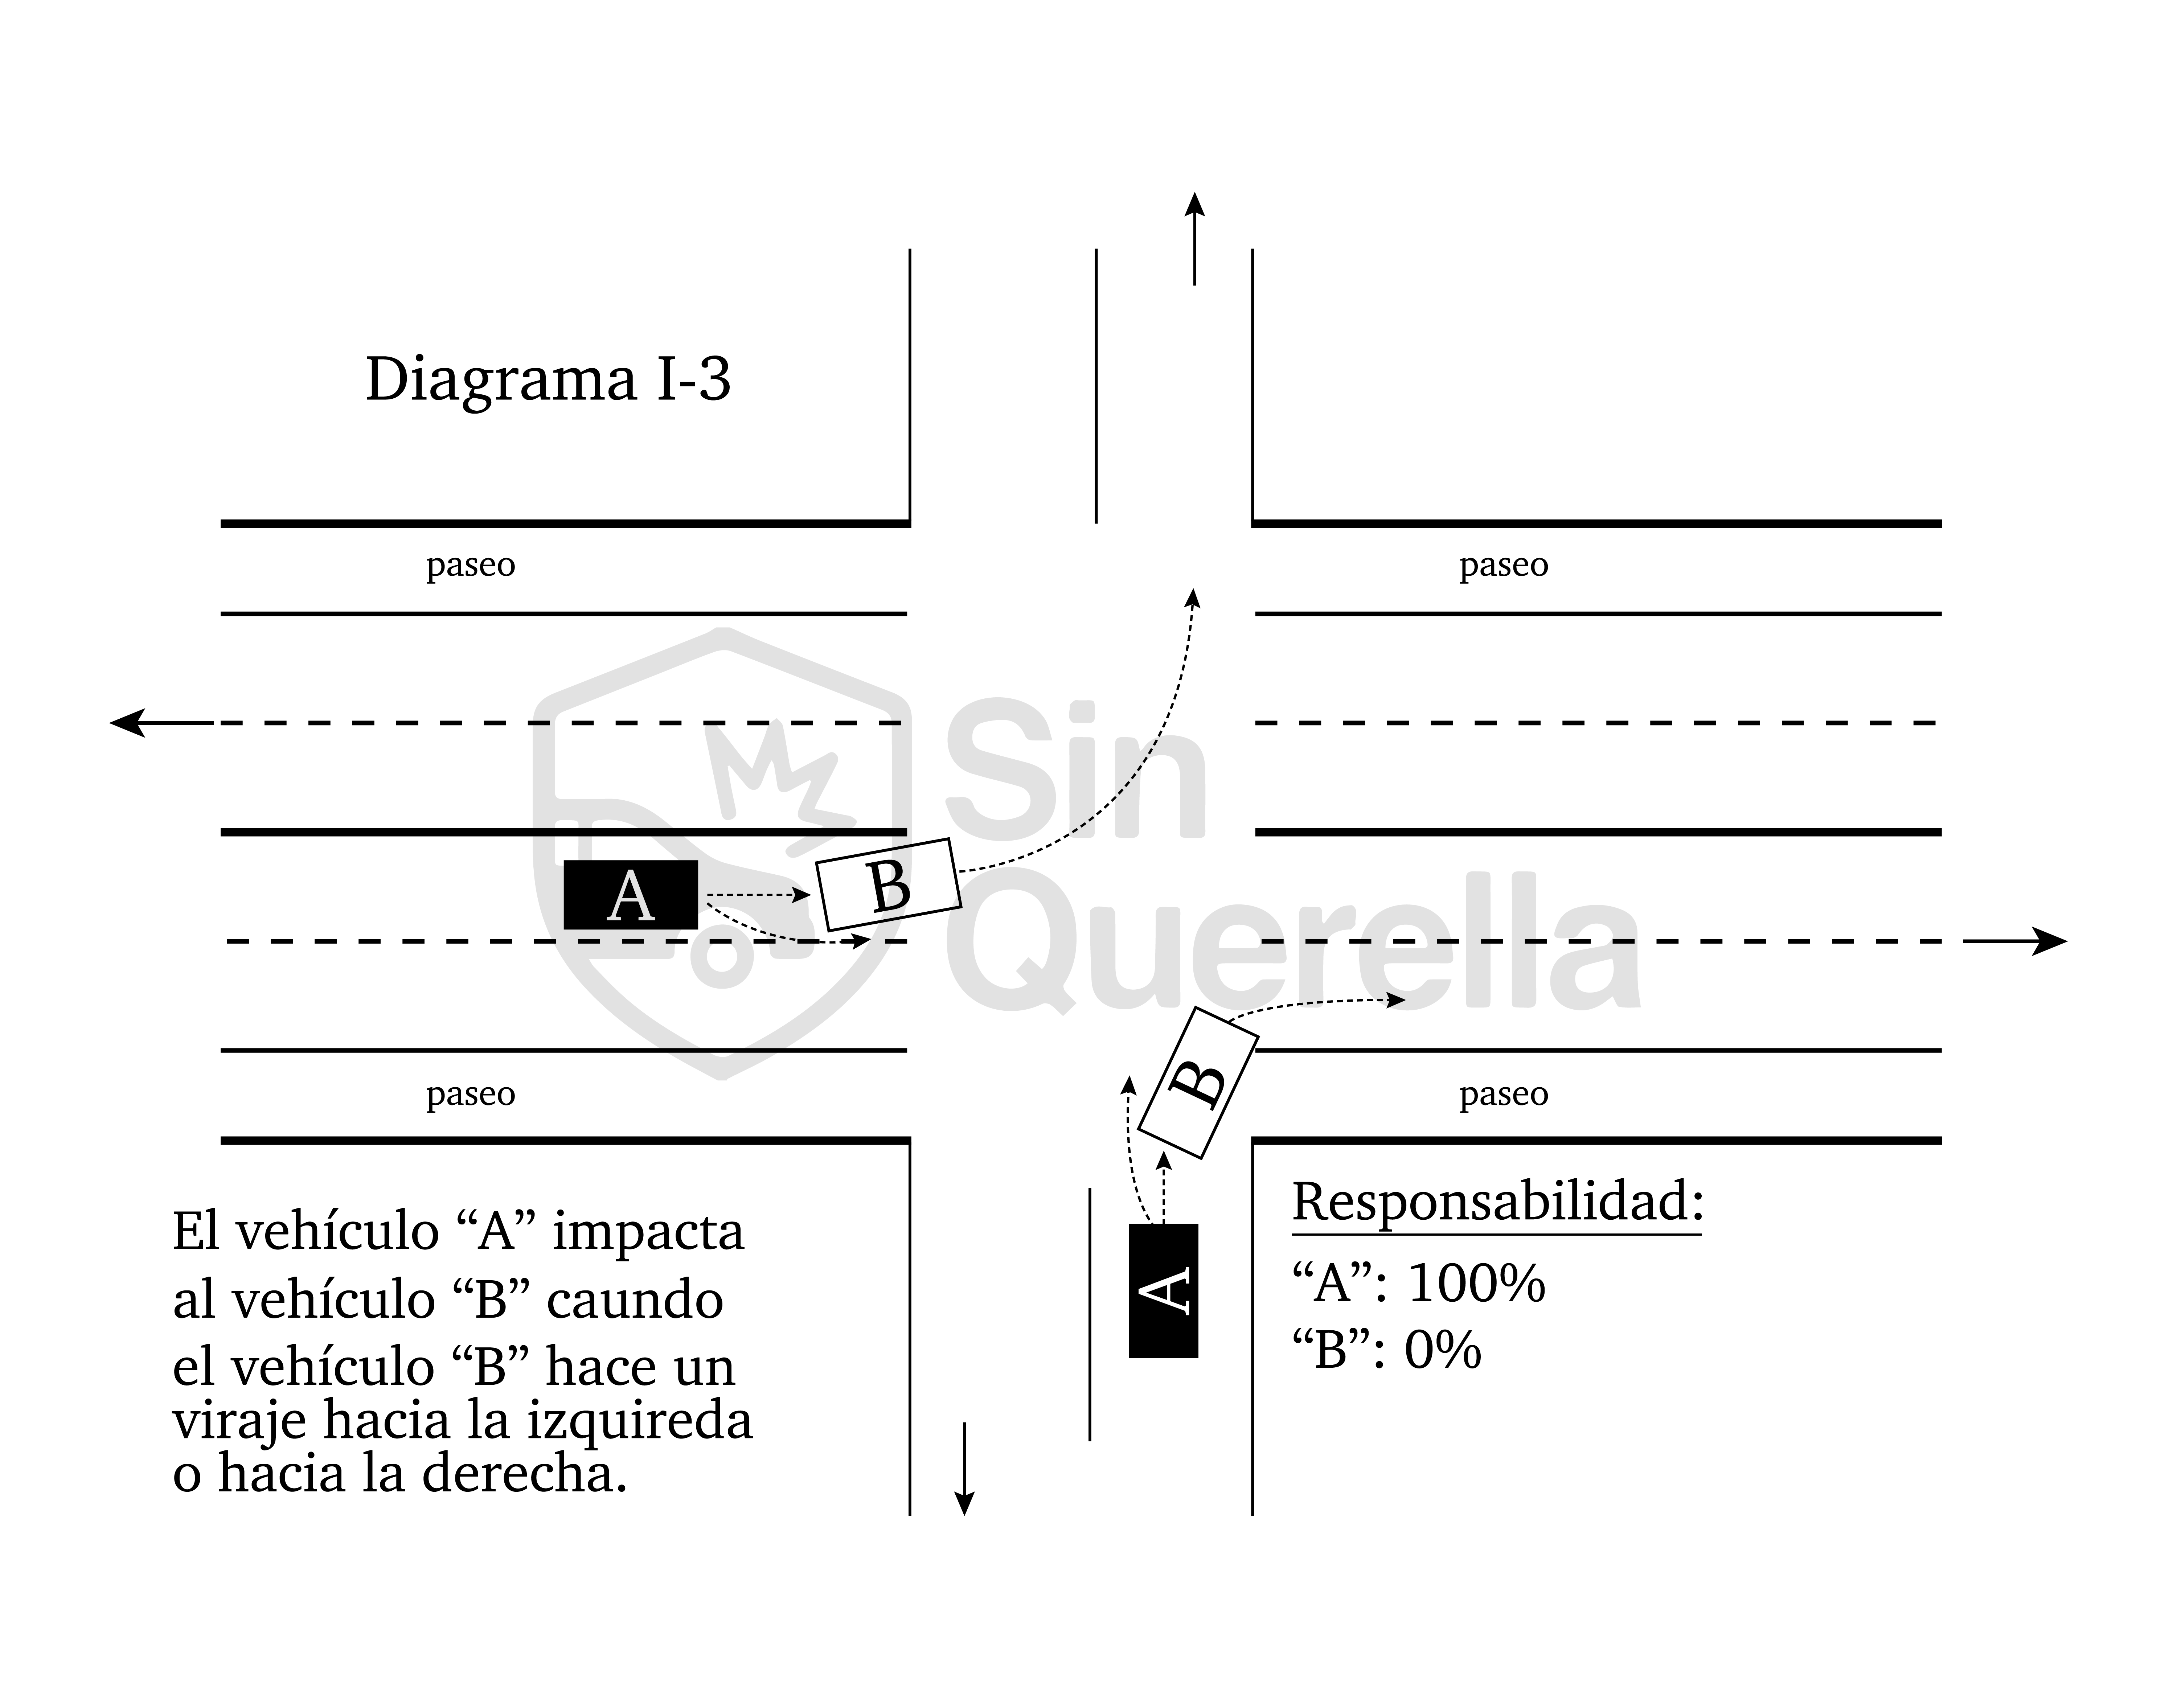 Diagrama I-3
paseo
paseo
Sin
A
B
Querella
B
paseo
paseo
A
El vehículo “A” impacta
al vehículo “B” caundo
el vehículo “B” hace un
viraje hacia la izquireda
o hacia la derecha.
Responsabilidad:
“A”: 100%
“B”: 0%